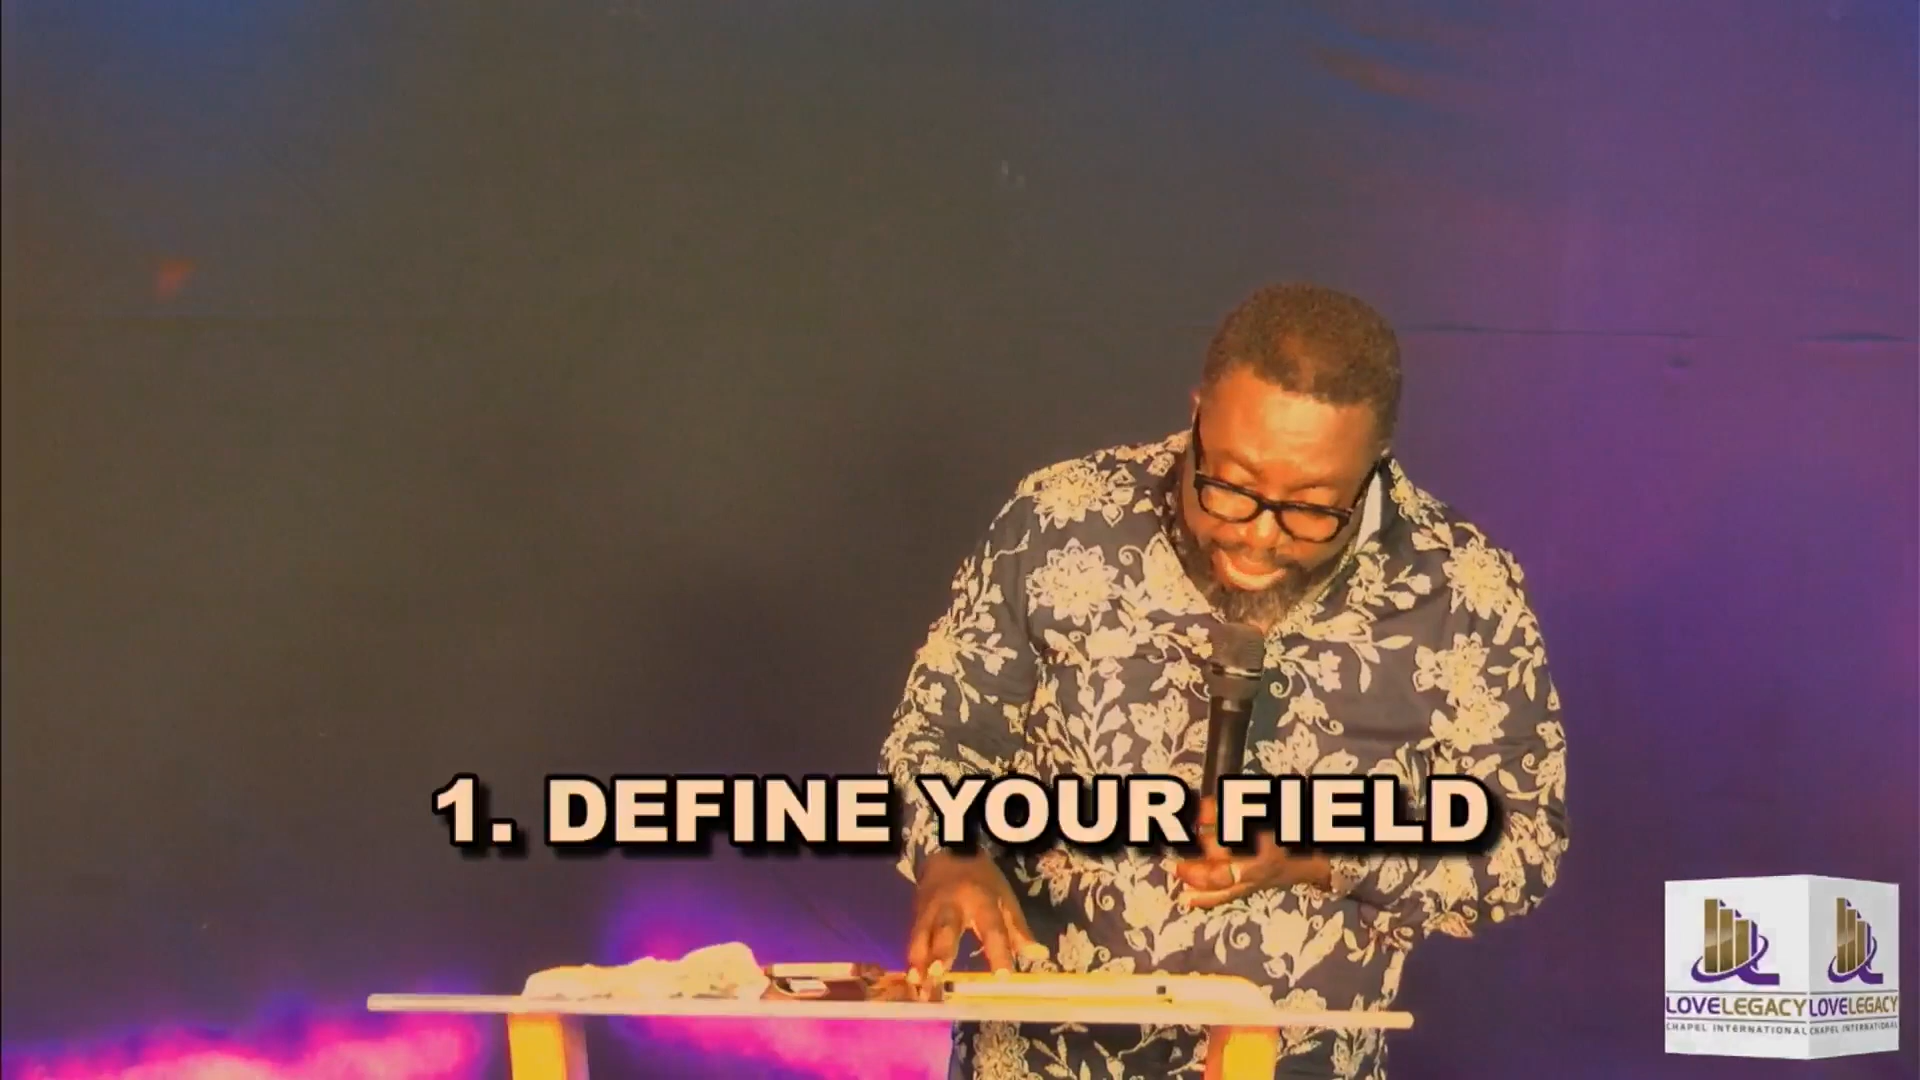 1. DEFINE YOUR FIELD
LOVELEGACY
CHAPEL INTERNATIONAL
LOVELEGACY
CHAPEL INTERNATIONAL